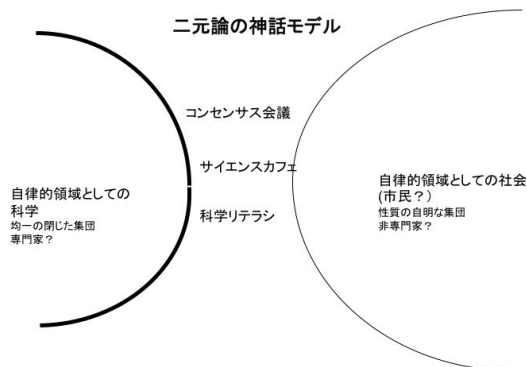 二元論の神話モデル
コンセンサス会議
サイエンスカフェ
科学リテラシ
自律的領域としての
科学
均一の閉じた集団
専門家？
自律的領域としての社会
(市民？)
性質の自明な集団
非専門家？